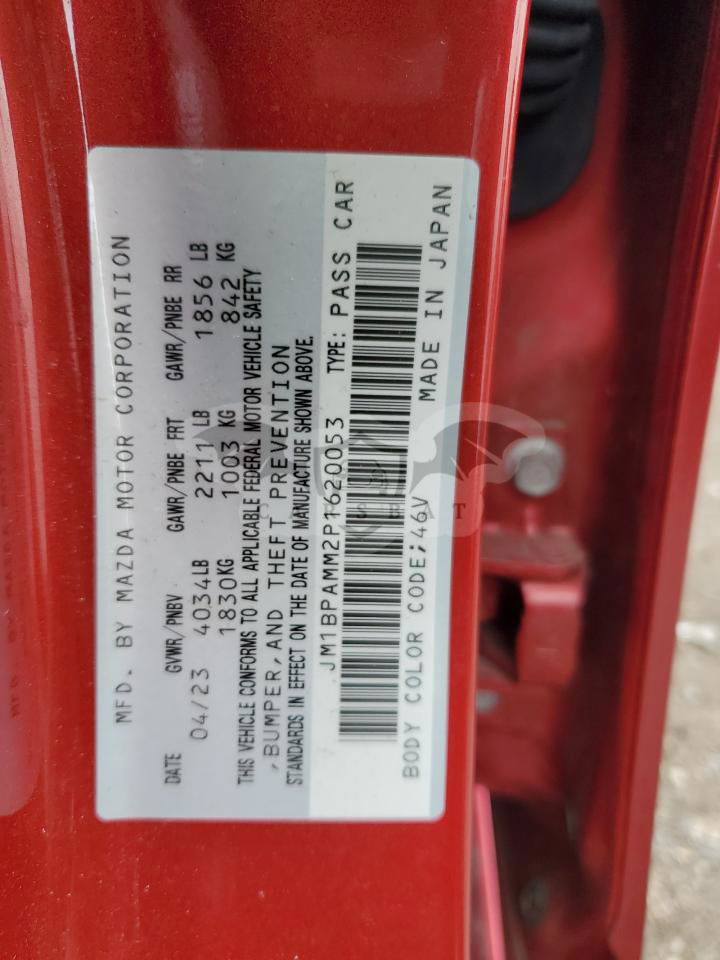 MFD. BY MAZDA MOTOR CORPORATION
DATE GVWR/PNBV GAWR/PNBE FRT GAWR/PNBE RR
04/23 4034LB 2211 LB 1856 LB
1830KG 1003 KG 842 KG
THIS VEHICLE CONFORMS TO ALL APPLICABLE FEDERAL MOTOR VEHICLE SAFETY
,BUMPER,AND THEFT PREVENTION
STANDARDS IN EFFECT ON THE DATE OF MANUFACTURE SHOWN ABOVE.
JM1BPAMM2P1620053 TYPE: PASS CAR
BODY COLOR CODE;46V MADE IN JAPAN